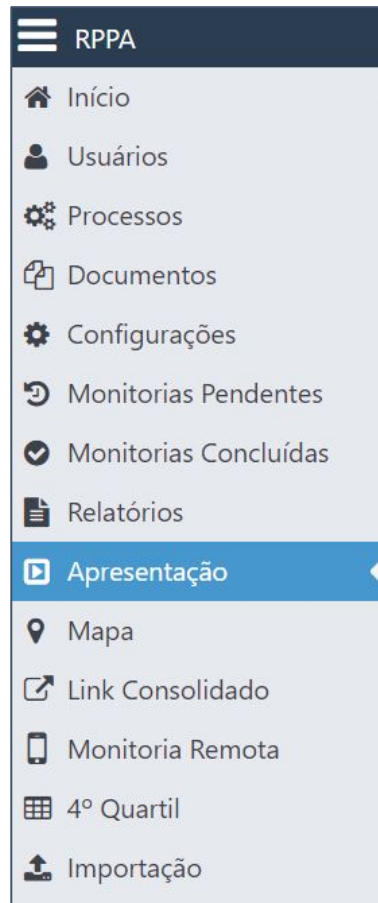 RPPA
Início
Usuários
Processos
Documentos
Configurações
Monitorias Pendentes
Monitorias Concluídas
Relatórios
Apresentação
Mapa
Link Consolidado
Monitoria Remota
4º Quartil
Importação